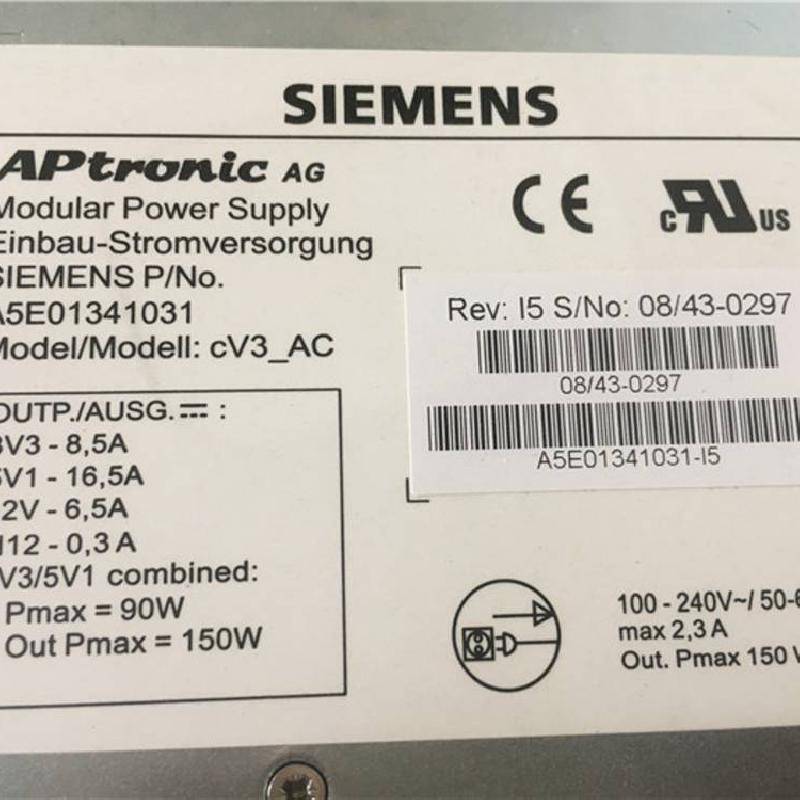 SIEMENS
APtronic AG
Modular Power Supply
Einbau-Stromversorgung
SIEMENS P/No.
A5E01341031
Model/Modell: cV3_AC
CE
c RU US
Rev: I5 S/No: 08/43-0297
08/43-0297
A5E01341031-I5
OUTP./AUSG. ⎓ :
3V3 - 8,5A
5V1 - 16,5A
12V - 6,5A
N12 - 0,3 A
3V3/5V1 combined:
Pmax = 90W
Out Pmax = 150W
100 - 240V~/ 50-6
max 2,3 A
Out. Pmax 150 W